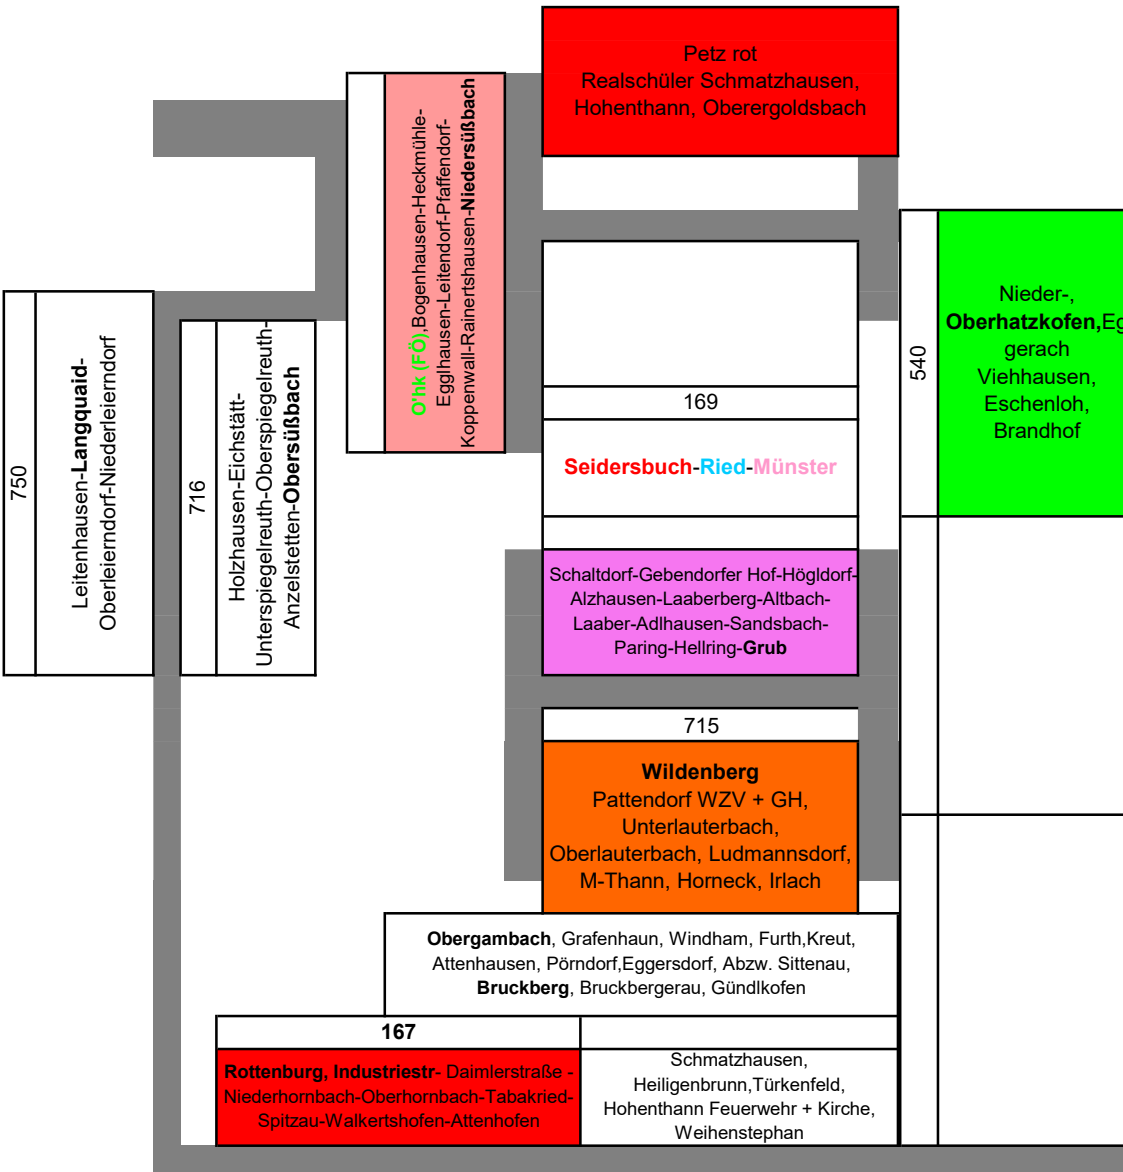 Petz rot
Realschüler Schmatzhausen,
Hohenthann, Oberergoldsbach
O'hk (FÖ),Bogenhausen-Heckmühle-
Egglhausen-Leitendorf-Pfaffendorf-
Koppenwall-Rainertshausen-Niedersüßbach
750
Leitenhausen-Langquaid-
Oberleierndorf-Niederleierndorf
716
Holzhausen-Eichstätt-
Unterspiegelreuth-Oberspiegelreuth-
Anzelstetten-Obersüßbach
169
Seidersbuch-Ried-Münster
540
Nieder-,
Oberhatzkofen,Eg
gerach
Viehhausen,
Eschenloh,
Brandhof
Schaltdorf-Gebendorfer Hof-Högldorf-
Alzhausen-Laaberberg-Altbach-
Laaber-Adlhausen-Sandsbach-
Paring-Hellring-Grub
715
Wildenberg
Pattendorf WZV + GH,
Unterlauterbach,
Oberlauterbach, Ludmannsdorf,
M-Thann, Horneck, Irlach
Obergambach, Grafenhaun, Windham, Furth,Kreut,
Attenhausen, Pörndorf,Eggersdorf, Abzw. Sittenau,
Bruckberg, Bruckbergerau, Gündlkofen
167
Rottenburg, Industriestr- Daimlerstraße -
Niederhornbach-Oberhornbach-Tabakried-
Spitzau-Walkertshofen-Attenhofen
Schmatzhausen,
Heiligenbrunn,Türkenfeld,
Hohenthann Feuerwehr + Kirche,
Weihenstephan